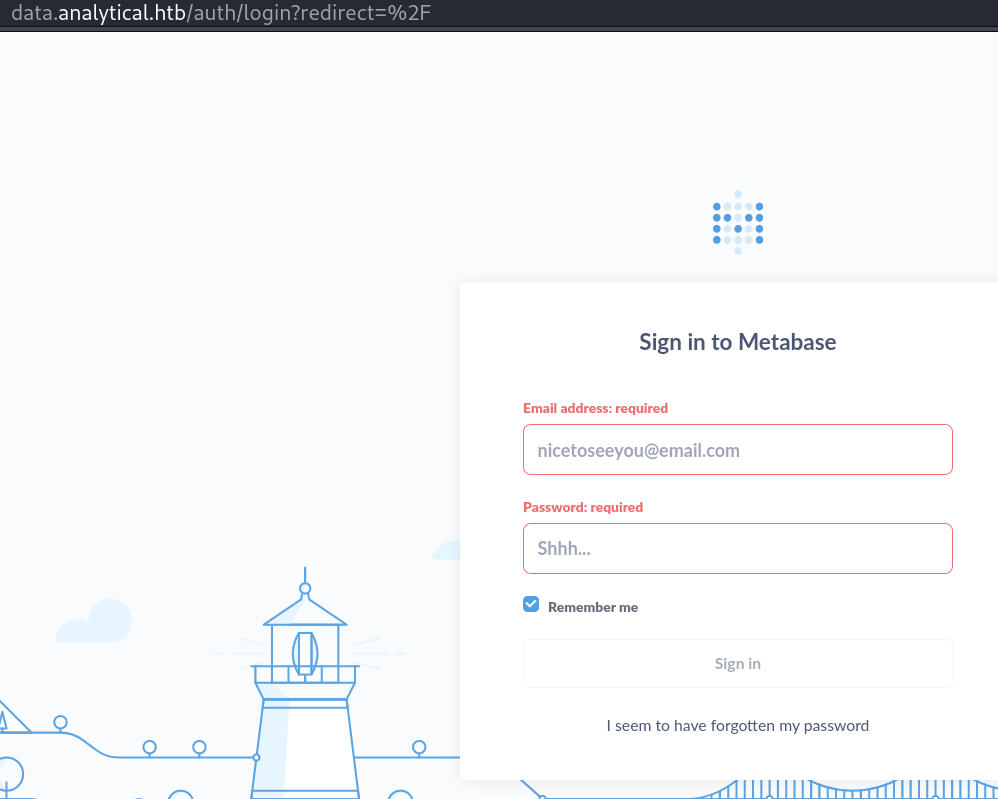 data.analytical.htb/auth/login?redirect=%2F
Sign in to Metabase
Email address: required
nicetoseeyou@email.com
Password: required
Shhh...
Remember me
Sign in
I seem to have forgotten my password